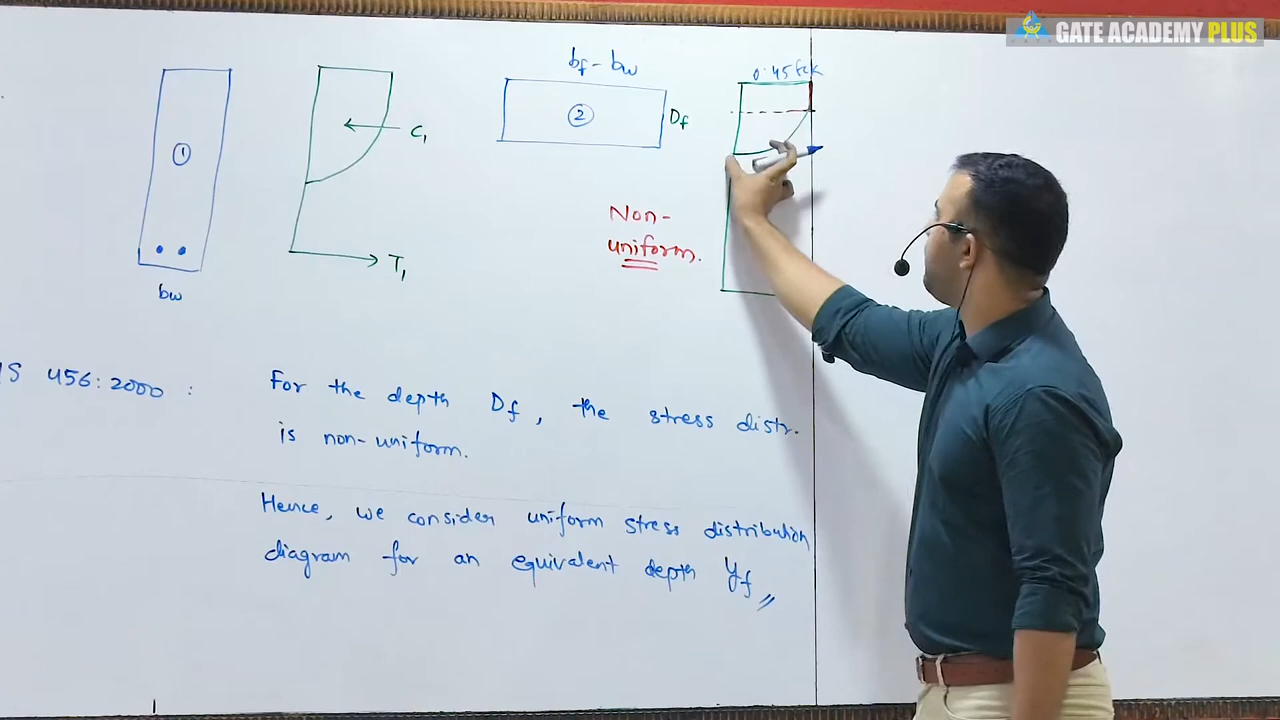 GATE ACADEMY PLUS
bf - bw
0.45 fck
①
C₁
②
Df
T₁
bw
Non-
uniform.
IS 456:2000 :
For the depth Df, the stress distr.
is non-uniform.
Hence, we consider uniform stress distribution
diagram for an equivalent depth yf,,